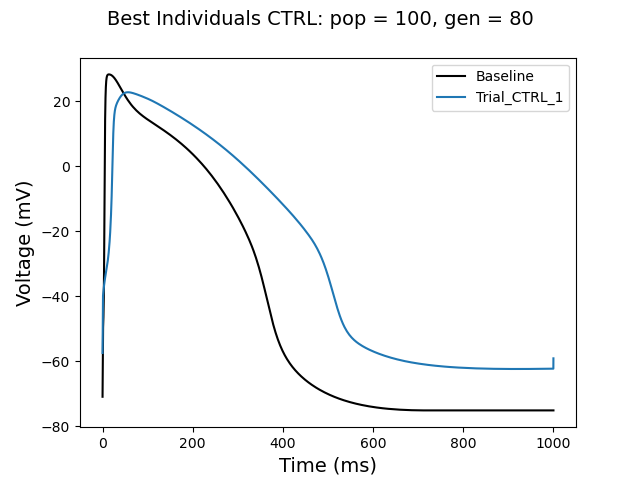 Best Individuals CTRL: pop = 100, gen = 80
Baseline
Trial_CTRL_1
Voltage (mV)
20
0
−20
−40
−60
−80
0
200
400
600
800
1000
Time (ms)